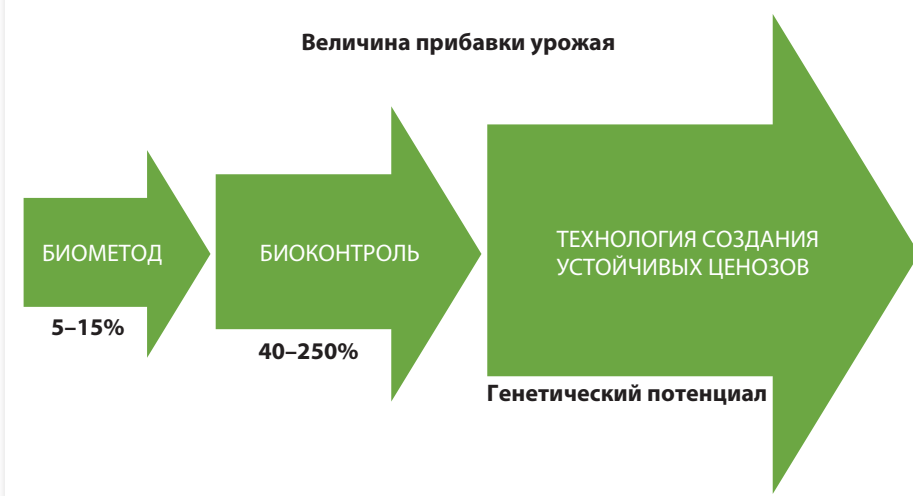 Величина прибавки урожая
БИОМЕТОД
5–15%
БИОКОНТРОЛЬ
40–250%
ТЕХНОЛОГИЯ СОЗДАНИЯ
УСТОЙЧИВЫХ ЦЕНОЗОВ
Генетический потенциал